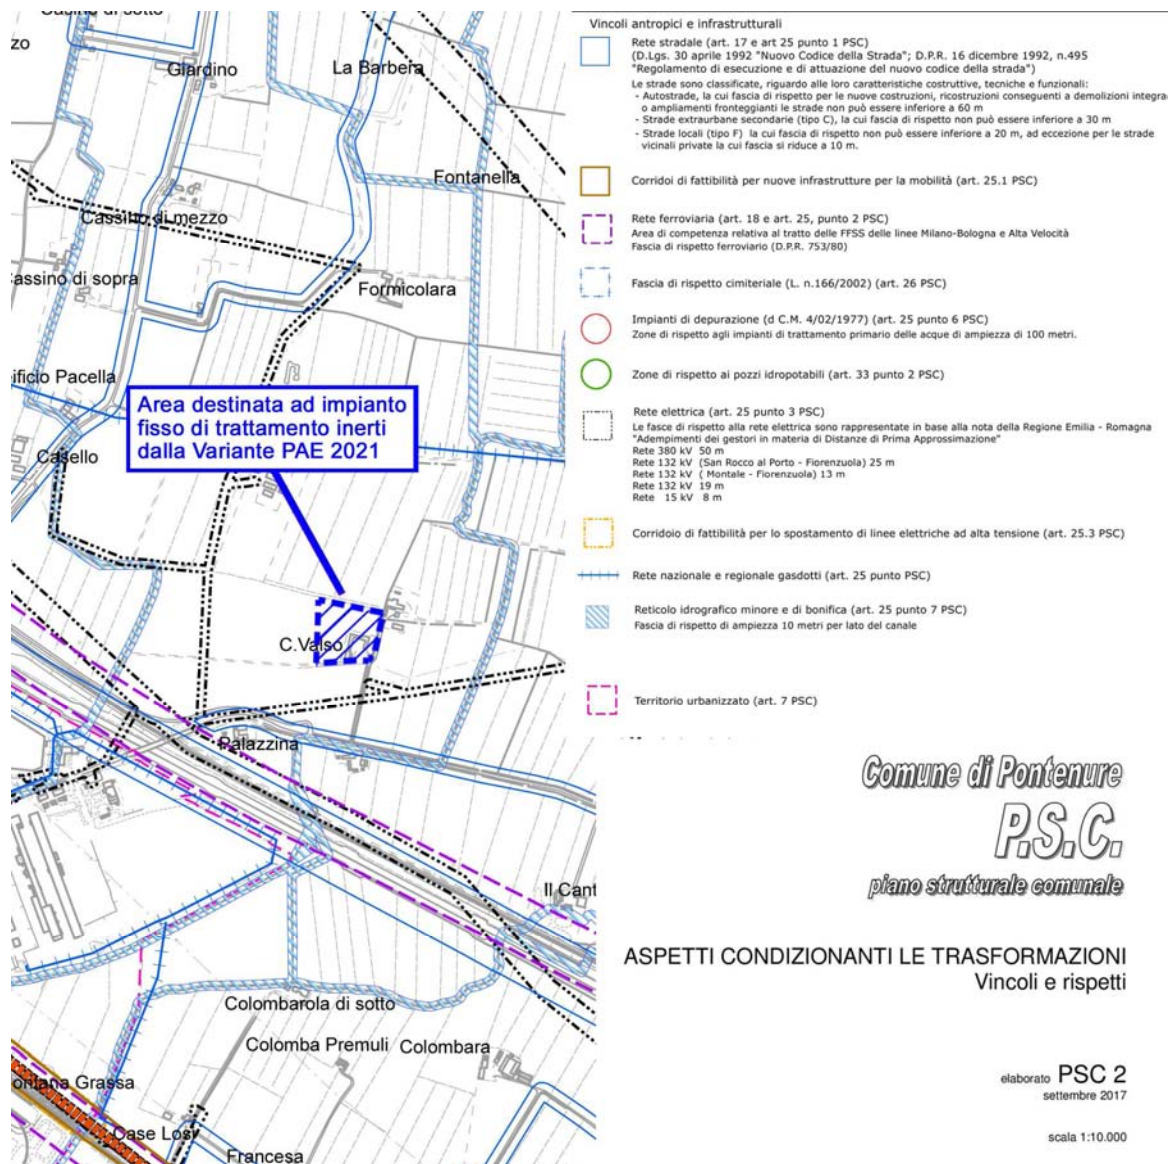 Casino di sotto
zo
Giardino
La Barbera
Fontanella
Cassino di mezzo
assino di sopra
Formicolara
ificio Pacella
Area destinata ad impianto
fisso di trattamento inerti
dalla Variante PAE 2021
Casello
C.Valso
Palazzina
Il Cant
Colombarola di sotto
Colomba Premuli
Colombara
ontana Grassa
Case Losi
Francesa
Vincoli antropici e infrastrutturali
Rete stradale (art. 17 e art 25 punto 1 PSC)
(D.Lgs. 30 aprile 1992 "Nuovo Codice della Strada"; D.P.R. 16 dicembre 1992, n.495
"Regolamento di esecuzione e di attuazione del nuovo codice della strada")
Le strade sono classificate, riguardo alle loro caratteristiche costruttive, tecniche e funzionali:
- Autostrade, la cui fascia di rispetto per le nuove costruzioni, ricostruzioni conseguenti a demolizioni integra
o ampliamenti fronteggianti le strade non può essere inferiore a 60 m
- Strade extraurbane secondarie (tipo C), la cui fascia di rispetto non può essere inferiore a 30 m
- Strade locali (tipo F) la cui fascia di rispetto non può essere inferiore a 20 m, ad eccezione per le strade
vicinali private la cui fascia si riduce a 10 m.
Corridoi di fattibilità per nuove infrastrutture per la mobilità (art. 25.1 PSC)
Rete ferroviaria (art. 18 e art. 25, punto 2 PSC)
Area di competenza relativa al tratto delle FFSS delle linee Milano-Bologna e Alta Velocità
Fascia di rispetto ferroviario (D.P.R. 753/80)
Fascia di rispetto cimiteriale (L. n.166/2002) (art. 26 PSC)
Impianti di depurazione (d C.M. 4/02/1977) (art. 25 punto 6 PSC)
Zone di rispetto agli impianti di trattamento primario delle acque di ampiezza di 100 metri.
Zone di rispetto ai pozzi idropotabili (art. 33 punto 2 PSC)
Rete elettrica (art. 25 punto 3 PSC)
Le fasce di rispetto alla rete elettrica sono rappresentate in base alla nota della Regione Emilia - Romagna
"Adempimenti dei gestori in materia di Distanze di Prima Approssimazione"
Rete 380 kV 50 m
Rete 132 kV (San Rocco al Porto - Fiorenzuola) 25 m
Rete 132 kV ( Montale - Fiorenzuola) 13 m
Rete 132 kV 19 m
Rete 15 kV 8 m
Corridoio di fattibilità per lo spostamento di linee elettriche ad alta tensione (art. 25.3 PSC)
Rete nazionale e regionale gasdotti (art. 25 punto PSC)
Reticolo idrografico minore e di bonifica (art. 25 punto 7 PSC)
Fascia di rispetto di ampiezza 10 metri per lato del canale
Territorio urbanizzato (art. 7 PSC)
Comune di Pontenure
P.S.C.
piano strutturale comunale
ASPETTI CONDIZIONANTI LE TRASFORMAZIONI
Vincoli e rispetti
elaborato PSC 2
settembre 2017
scala 1:10.000